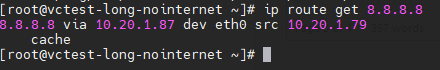 [root@vctest-long-nointernet ~]# ip route get 8.8.8.8
8.8.8.8 via 10.20.1.87 dev eth0 src 10.20.1.79
    cache
[root@vctest-long-nointernet ~]#